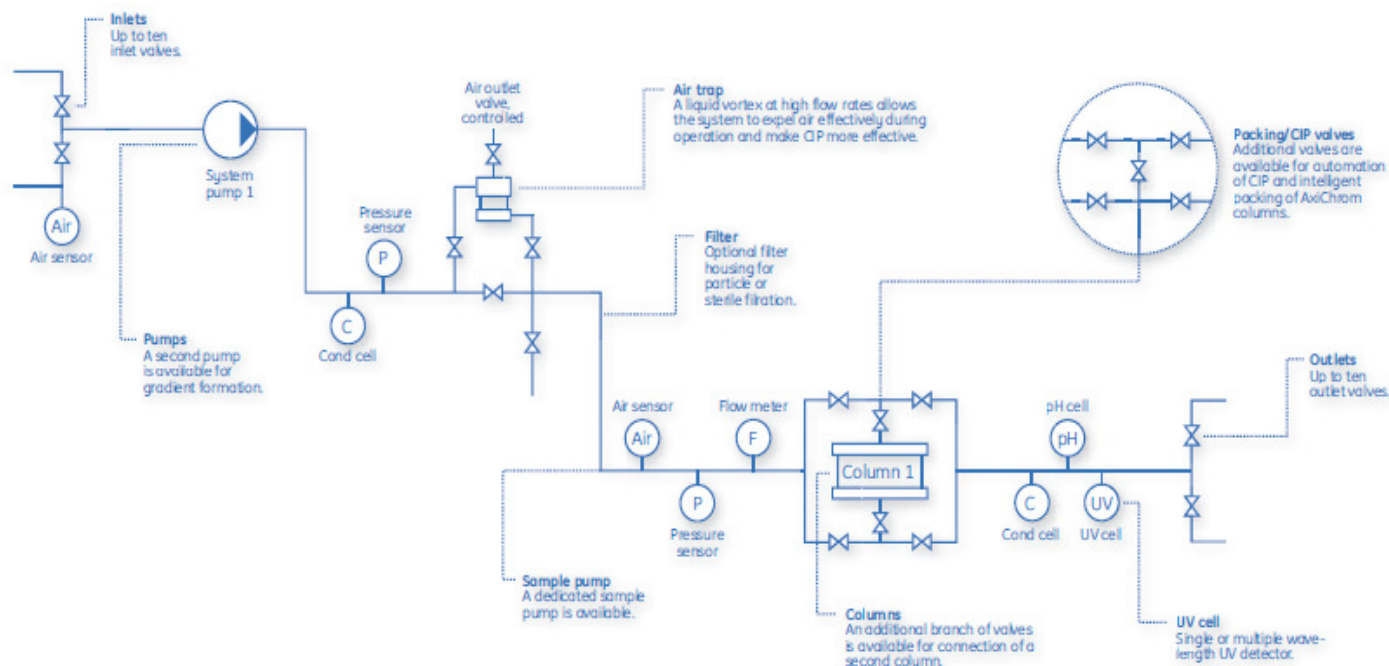 Inlets
Up to ten
inlet valves.
Air outlet
valve,
controlled
Air trap
A liquid vortex at high flow rates allows
the system to expel air effectively during
operation and make CIP more effective.
Packing/CIP valves
Additional valves are
available for automation
of CIP and intelligent
packing of AxiChrom
columns.
System
pump 1
Air
Air sensor
Pressure
sensor
P
Filter
Optional filter
housing for
particle or
sterile filration.
C
Cond cell
Pumps
A second pump
is available for
gradient formation.
Outlets
Up to ten
outlet valves.
Air sensor
Flow meter
pH cell
Air
F
pH
Column 1
P
C
UV
Pressure
sensor
Cond cell
UV cell
Sample pump
A dedicated sample
pump is available.
Columns
An additional branch of valves
is available for connection of a
second column.
UV cell
Single or multiple wave-
length UV detector.